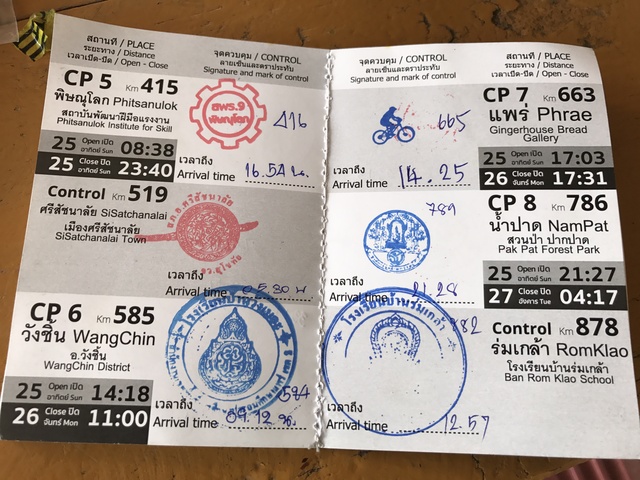 สถานที่ / PLACE
ระยะทาง / Distance
เวลาเปิด-ปิด / Open - Close
จุดควบคุม / CONTROL
ลายเซ็นและตราประทับ
Signature and mark of control
CP 5 Km 415
พิษณุโลก Phitsanulok
สถาบันพัฒนาฝีมือแรงงาน
Phitsanulok Institute for Skill
25 Open เปิด อาทิตย์ Sun 08:38
25 Close ปิด อาทิตย์ Sun 23:40
สพร.9
พิษณุโลก
416
เวลาถึง
Arrival time 16.52 น.
Control Km 519
ศรีสัชนาลัย SiSatchanalai
เมืองศรีสัชนาลัย
SiSatchanalai Town
เวลาถึง
Arrival time 05.30 น
CP 6 Km 585
วังชิ้น WangChin
อ.วังชิ้น
WangChin District
25 Open เปิด อาทิตย์ Sun 14:18
26 Close ปิด จันทร์ Mon 11:00
594
เวลาถึง
Arrival time 09.12 น.
จุดควบคุม / CONTROL
ลายเซ็นและตราประทับ
Signature and mark of control
สถานที่ / PLACE
ระยะทาง / Distance
เวลาเปิด-ปิด / Open - Close
665
เวลาถึง
Arrival time 14.25
CP 7 Km 663
แพร่ Phrae
Gingerhouse Bread
Gallery
25 Open เปิด อาทิตย์ Sun 17:03
26 Close ปิด จันทร์ Mon 17:31
789
เวลาถึง
Arrival time 21.28
CP 8 Km 786
น้ำปาด NamPat
สวนป่า ปากปาด
Pak Pat Forest Park
25 Open เปิด อาทิตย์ Sun 21:27
27 Close ปิด อังคาร Tue 04:17
โรงเรียนบ้านร่มเกล้า
882
เวลาถึง
Arrival time 12.57
Control Km 878
ร่มเกล้า RomKlao
โรงเรียนบ้านร่มเกล้า
Ban Rom Klao School